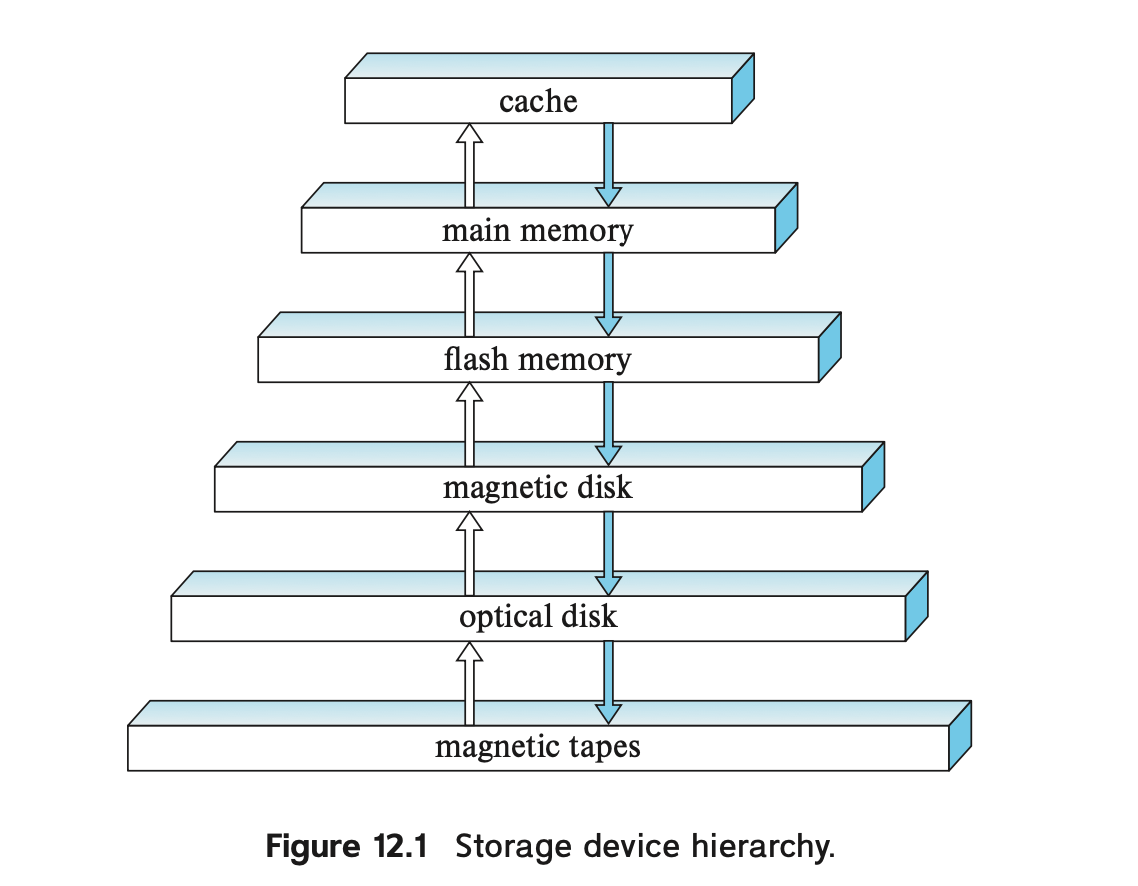 cache
main memory
flash memory
magnetic disk
optical disk
magnetic tapes
Figure 12.1 Storage device hierarchy.